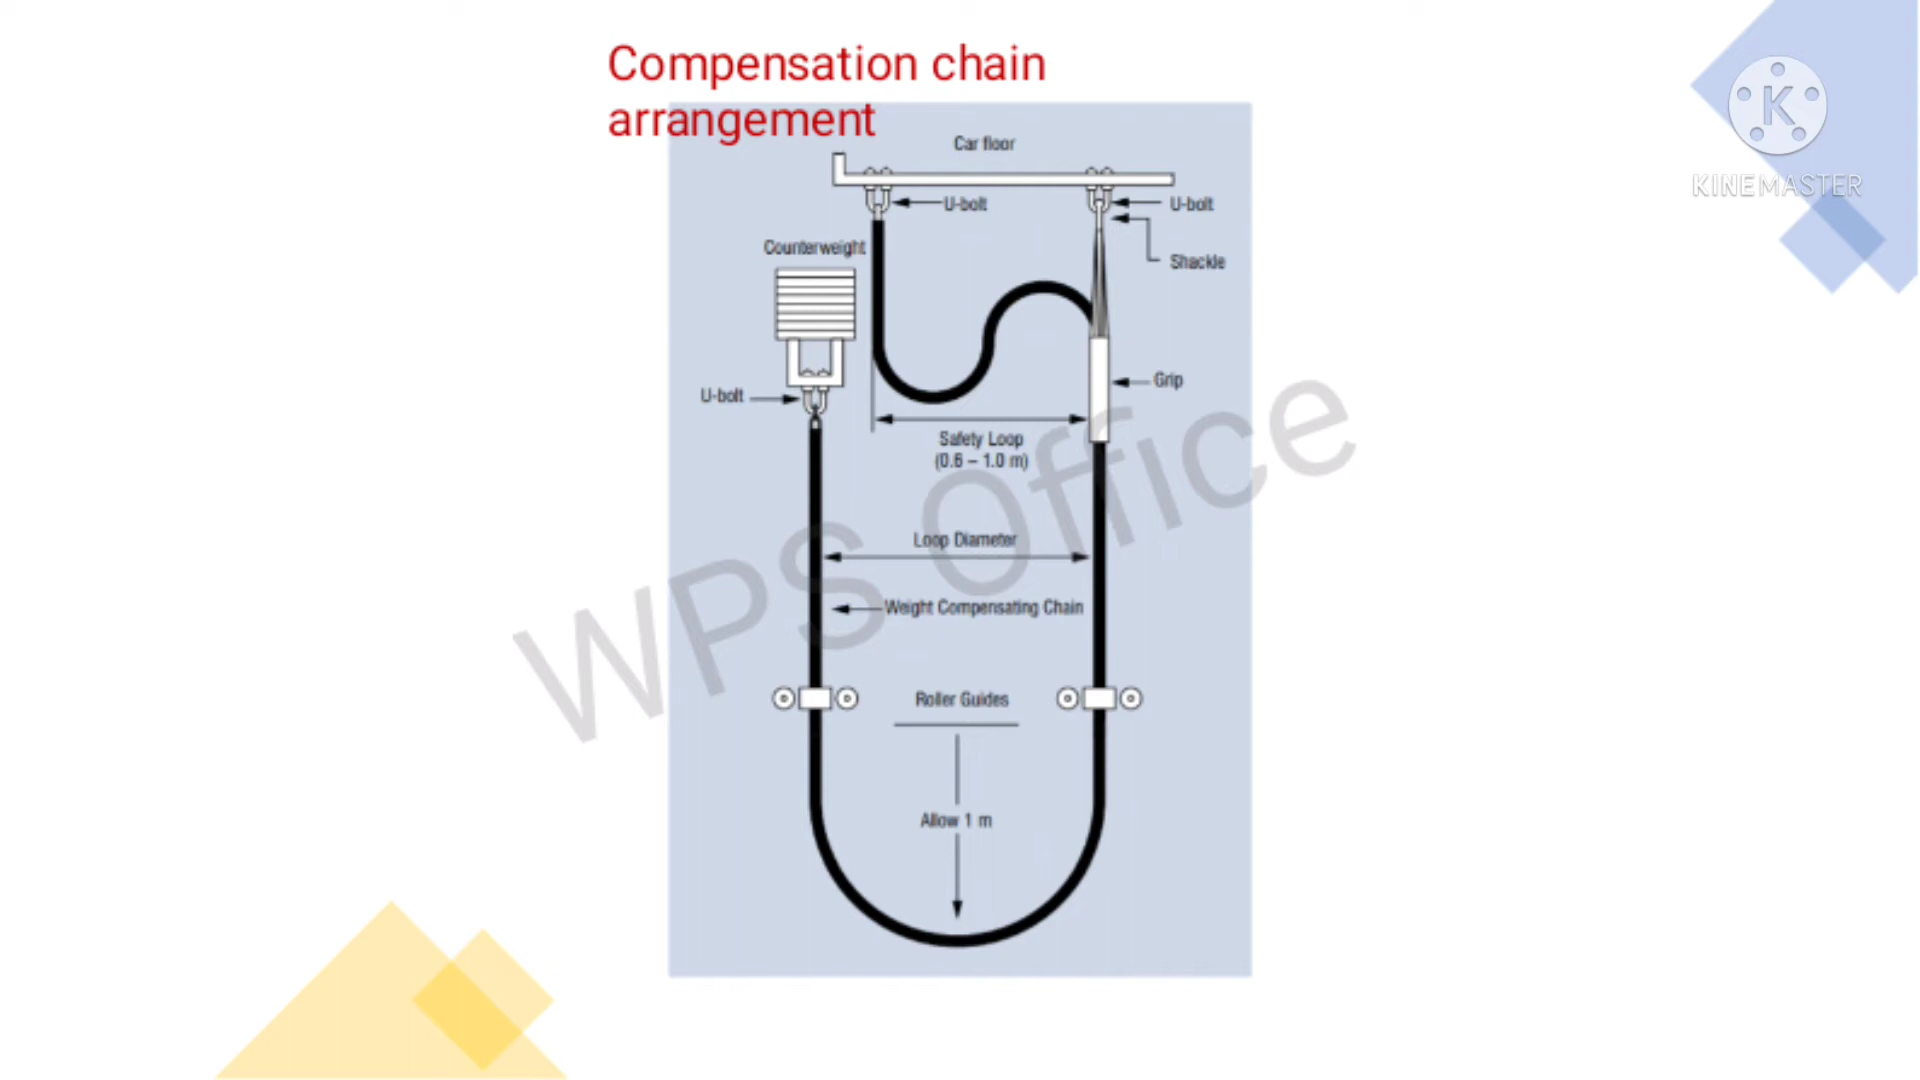 Compensation chain
arrangement
K
KINEMASTER
Car floor
U-bolt
U-bolt
Shackle
Counterweight
U-bolt
Grip
Safety Loop
(0.6 – 1.0 m)
Loop Diameter
Weight Compensating Chain
Roller Guides
Allow 1 m
WPS Office